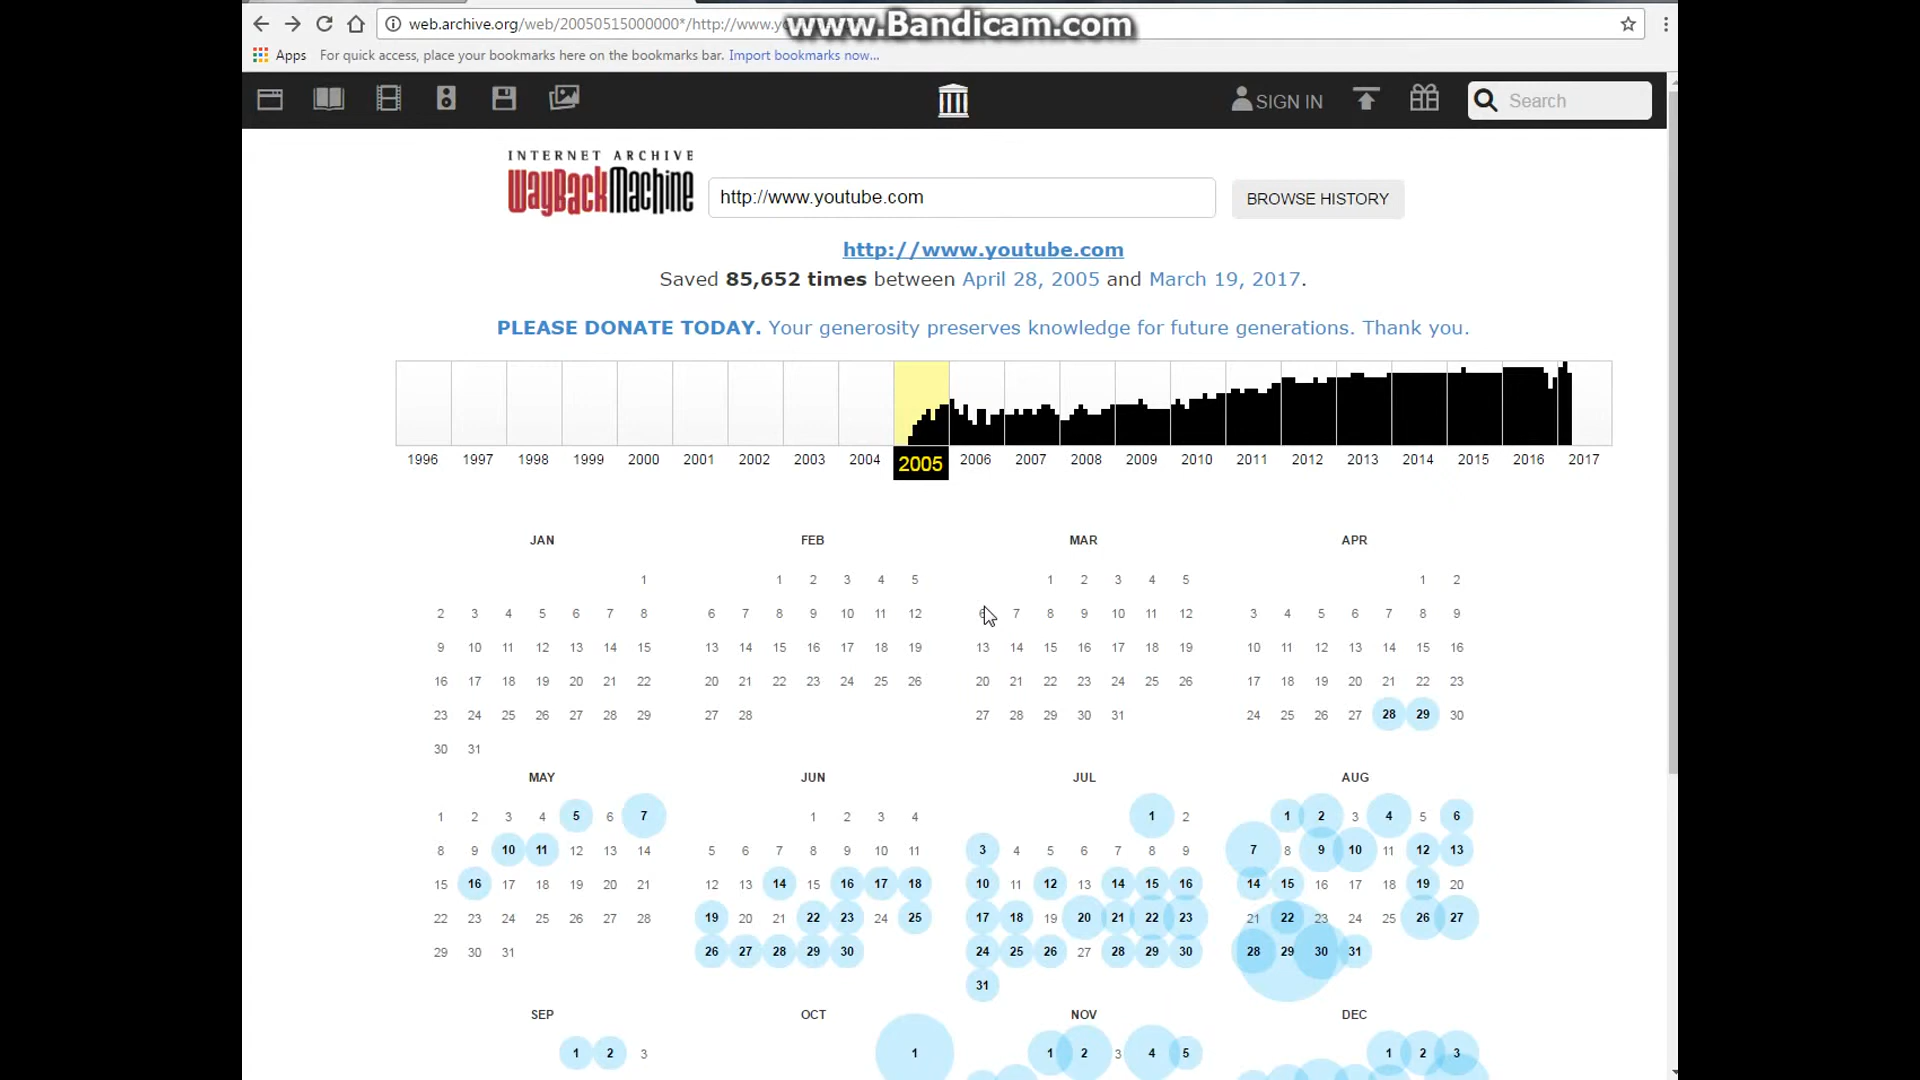 web.archive.org/web/20050515000000*/http://www.y
www.Bandicam.com
Apps For quick access, place your bookmarks here on the bookmarks bar. Import bookmarks now...
SIGN IN
Search
INTERNET ARCHIVE
WayBackMachine
http://www.youtube.com
BROWSE HISTORY
http://www.youtube.com
Saved 85,652 times between April 28, 2005 and March 19, 2017.
PLEASE DONATE TODAY. Your generosity preserves knowledge for future generations. Thank you.
1996 1997 1998 1999 2000 2001 2002 2003 2004 2005 2006 2007 2008 2009 2010 2011 2012 2013 2014 2015 2016 2017
JAN FEB MAR APR
1 1 2 3 4 5 1 2 3 4 5 1 2
2 3 4 5 6 7 8 6 7 8 9 10 11 12 6 7 8 9 10 11 12 3 4 5 6 7 8 9
9 10 11 12 13 14 15 13 14 15 16 17 18 19 13 14 15 16 17 18 19 10 11 12 13 14 15 16
16 17 18 19 20 21 22 20 21 22 23 24 25 26 20 21 22 23 24 25 26 17 18 19 20 21 22 23
23 24 25 26 27 28 29 27 28 27 28 29 30 31 24 25 26 27 28 29 30
30 31
MAY JUN JUL AUG
1 2 3 4 5 6 7 1 2 3 4 1 2 1 2 3 4 5 6
8 9 10 11 12 13 14 5 6 7 8 9 10 11 3 4 5 6 7 8 9 7 8 9 10 11 12 13
15 16 17 18 19 20 21 12 13 14 15 16 17 18 10 11 12 13 14 15 16 14 15 16 17 18 19 20
22 23 24 25 26 27 28 19 20 21 22 23 24 25 17 18 19 20 21 22 23 21 22 23 24 25 26 27
29 30 31 26 27 28 29 30 24 25 26 27 28 29 30 28 29 30 31
31
SEP OCT NOV DEC
1 2 3 1 1 2 3 4 5 1 2 3